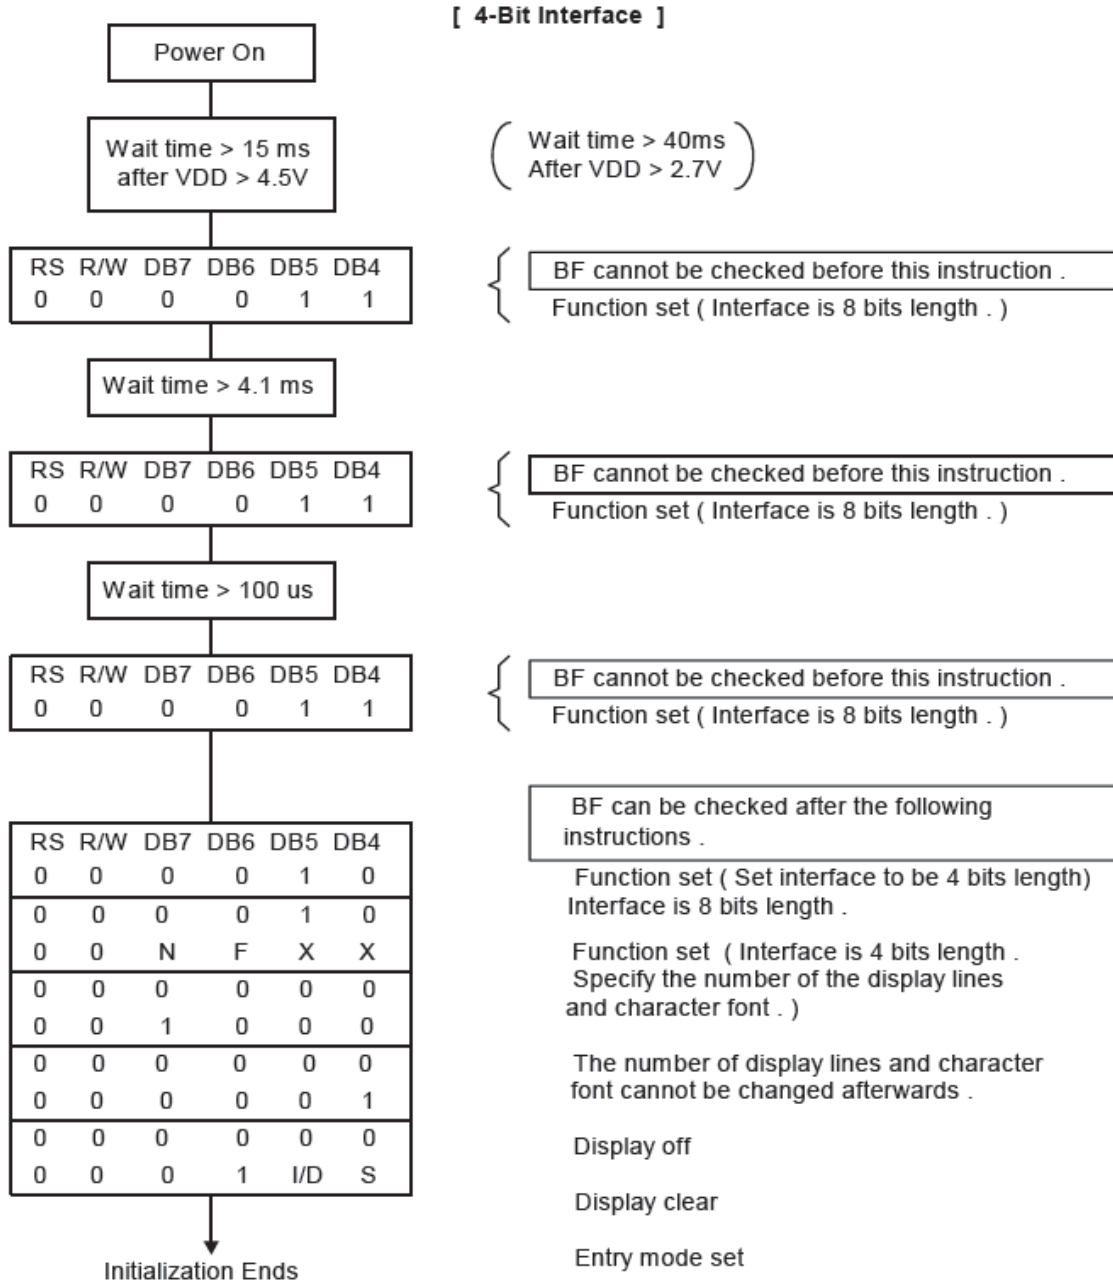 [ 4-Bit Interface ]
Power On
Wait time > 15 ms
after VDD > 4.5V
Wait time > 40ms
After VDD > 2.7V
RS R/W DB7 DB6 DB5 DB4
0 0 0 0 1 1
BF cannot be checked before this instruction .
Function set ( Interface is 8 bits length . )
Wait time > 4.1 ms
RS R/W DB7 DB6 DB5 DB4
0 0 0 0 1 1
BF cannot be checked before this instruction .
Function set ( Interface is 8 bits length . )
Wait time > 100 us
RS R/W DB7 DB6 DB5 DB4
0 0 0 0 1 1
BF cannot be checked before this instruction .
Function set ( Interface is 8 bits length . )
RS R/W DB7 DB6 DB5 DB4
0 0 0 0 1 0
0 0 0 0 1 0
0 0 N F X X
0 0 0 0 0 0
0 0 1 0 0 0
0 0 0 0 0 0
0 0 0 0 0 1
0 0 0 0 0 0
0 0 0 1 I/D S
Initialization Ends
BF can be checked after the following
instructions .
Function set ( Set interface to be 4 bits length)
Interface is 8 bits length .
Function set ( Interface is 4 bits length .
Specify the number of the display lines
and character font . )
The number of display lines and character
font cannot be changed afterwards .
Display off
Display clear
Entry mode set